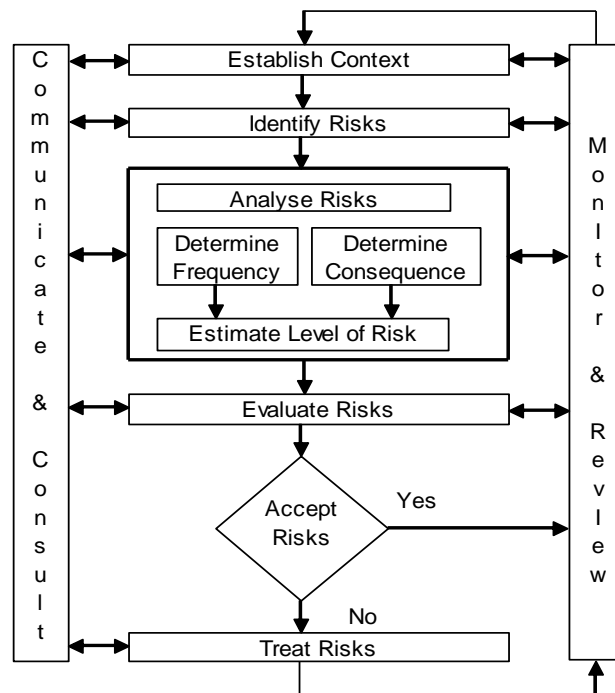 Communicate & Consult
Establish Context
Identify Risks
Analyse Risks
Determine
Frequency
Determine
Consequence
Estimate Level of Risk
Evaluate Risks
Accept
Risks
Yes
No
Treat Risks
MonItor & RevIew